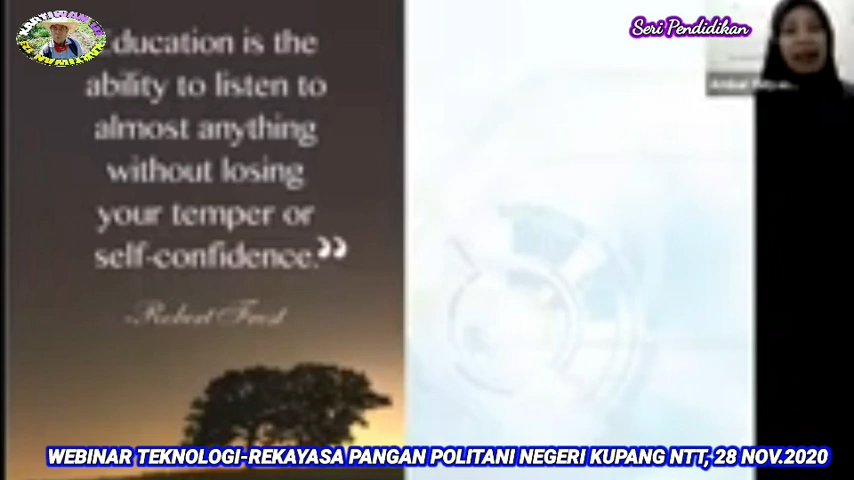 Seri Pendidikan
Education is the
ability to listen to
almost anything
without losing
your temper or
self-confidence.”
-Robert Frost
WEBINAR TEKNOLOGI-REKAYASA PANGAN POLITANI NEGERI KUPANG NTT, 28 NOV.2020